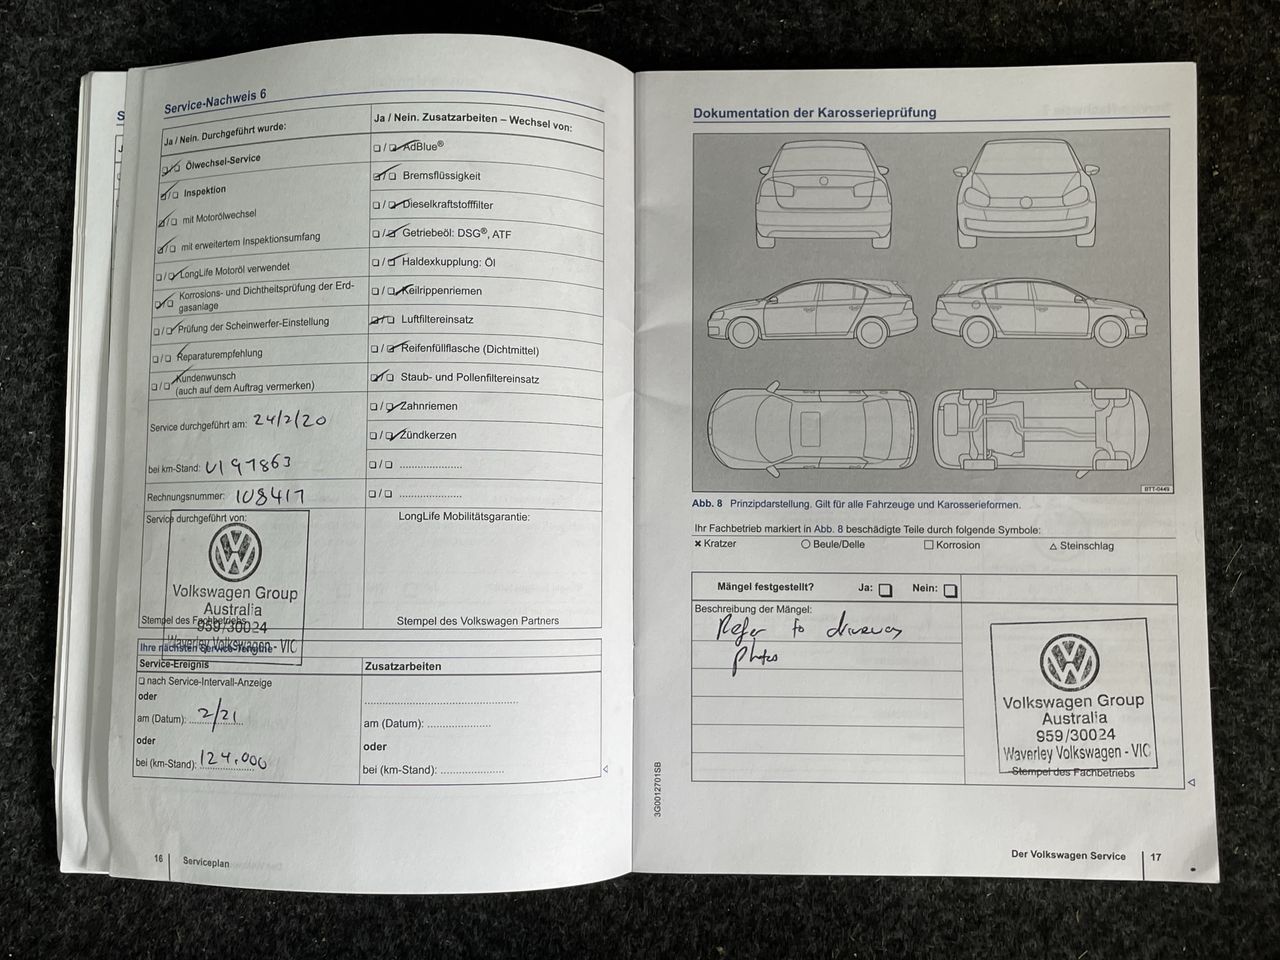 Service-Nachweis 6
Ja / Nein. Durchgeführt wurde:
Ölwechsel-Service
Inspektion
mit Motorölwechsel
mit erweitertem Inspektionsumfang
LongLife Motoröl verwendet
Korrosions- und Dichtheitsprüfung der Erd-
gasanlage
Prüfung der Scheinwerfer-Einstellung
Reparaturempfehlung
Kundenwunsch
(auch auf dem Auftrag vermerken)
Service durchgeführt am: 24/2/20
bei km-Stand:
Rechnungsnummer: 108417
Service durchgeführt von:
Volkswagen Group
Australia
959/30024
Waverley Volkswagen - VIC
Stempel des Fachbetriebs
Ja / Nein. Zusatzarbeiten – Wechsel von:
AdBlue®
Bremsflüssigkeit
Dieselkraftstofffilter
Getriebeöl: DSG®, ATF
Haldexkupplung: Öl
Keilrippenriemen
Luftfiltereinsatz
Reifenfüllflasche (Dichtmittel)
Staub- und Pollenfiltereinsatz
Zahnriemen
Zündkerzen
LongLife Mobilitätsgarantie:
Stempel des Volkswagen Partners
Ihre nächsten Service-Termine
Service-Ereignis
nach Service-Intervall-Anzeige
oder
am (Datum): 2/21
oder
bei (km-Stand): 124.000
Zusatzarbeiten
am (Datum):
oder
bei (km-Stand):
16 Serviceplan
Dokumentation der Karosserieprüfung
BTT-0449
Abb. 8 Prinzipdarstellung. Gilt für alle Fahrzeuge und Karosserieformen.
Ihr Fachbetrieb markiert in Abb. 8 beschädigte Teile durch folgende Symbole:
Kratzer
Beule/Delle
Korrosion
Steinschlag
Mängel festgestellt? Ja: Nein:
Beschreibung der Mängel:
Refer to
photos
Volkswagen Group
Australia
959/30024
Waverley Volkswagen - VIC
Stempel des Fachbetriebs
3G0012701SB
Der Volkswagen Service 17